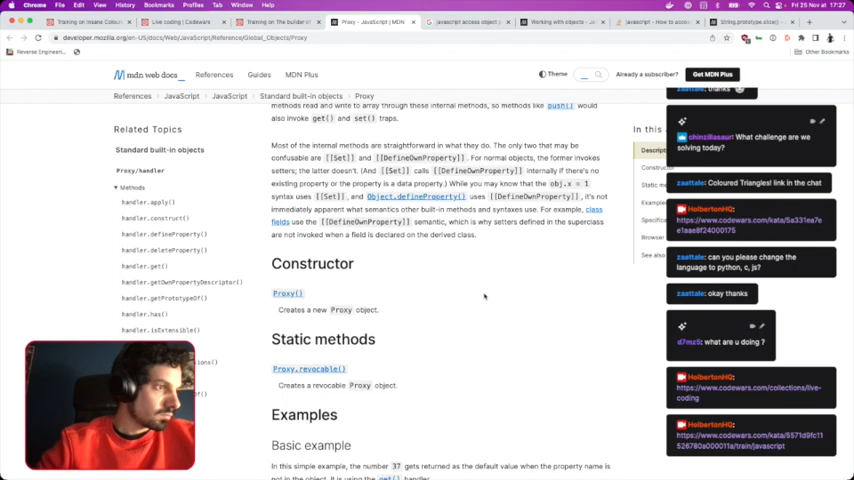 Chrome File Edit View History Bookmarks Profiles Tab Window Help
Fri 25 Nov at 17:27
Training on Insane Colour
Live coding | Codewars
Training on The builder of
Proxy - JavaScript | MDN
javascript access object p
Working with objects - Ja
javascript - How to acces
String.prototype.slice() -
developer.mozilla.org/en-US/docs/Web/JavaScript/Reference/Global_Objects/Proxy
Reverse Engineerin
Other Bookmarks
mdn web docs_
References
Guides
MDN Plus
Theme
Already a subscriber?
Get MDN Plus
References
JavaScript
JavaScript
Standard built-in objects
Proxy
Related Topics
Standard built-in objects
Proxy/handler
Methods
handler.apply()
handler.construct()
handler.defineProperty()
handler.deleteProperty()
handler.get()
handler.getOwnPropertyDescriptor()
handler.getPrototypeOf()
handler.has()
handler.isExtensible()
methods read and write to array through these internal methods, so methods like push() would
also invoke get() and set() traps.
Most of the internal methods are straightforward in what they do. The only two that may be
confusable are [[Set]] and [[DefineOwnProperty]]. For normal objects, the former invokes
setters; the latter doesn't. (And [[Set]] calls [[DefineOwnProperty]] internally if there's no
existing property or the property is a data property.) While you may know that the obj.x = 1
syntax uses [[Set]], and Object.defineProperty() uses [[DefineOwnProperty]], it's not
immediately apparent what semantics other built-in methods and syntaxes use. For example, class
fields use the [[DefineOwnProperty]] semantic, which is why setters defined in the superclass
are not invoked when a field is declared on the derived class.
Constructor
Proxy()
Creates a new Proxy object.
Static methods
Proxy.revocable()
Creates a revocable Proxy object.
Examples
Basic example
In this simple example, the number 37 gets returned as the default value when the property name is
not in the object. It is using the get() handler.
In this a
Descript
Construc
Static m
Example
Specifica
Browser
See also
zaattale: thanks
chinzillasaur: What challenge are we
solving today?
zaattale: Coloured Triangles! link in the chat
HolbertonHQ:
https://www.codewars.com/kata/5a331ea7e
e1aae8f24000175
zaattale: can you please change the
language to python, c, js?
zaattale: okay thanks
d7mz5: what are u doing ?
HolbertonHQ:
https://www.codewars.com/collections/live-
coding
HolbertonHQ:
https://www.codewars.com/kata/5571d9fc11
526780a000011a/train/javascript